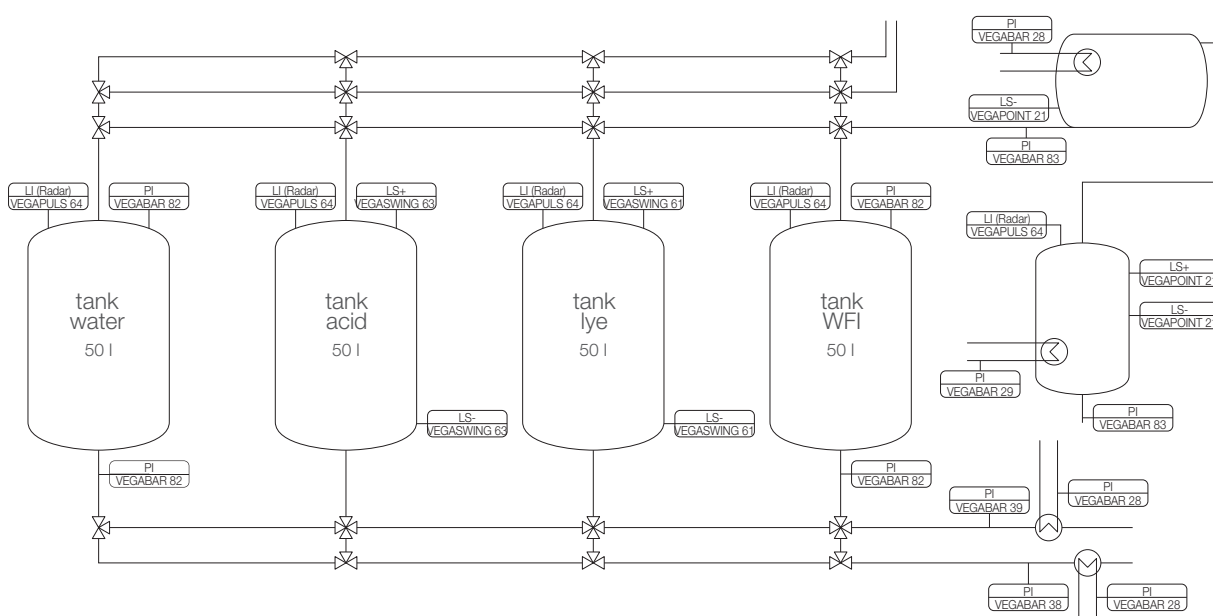 PI
VEGABAR 28
LS-
VEGAPOINT 21
PI
VEGABAR 83
LI (Radar)
VEGAPULS 64
PI
VEGABAR 82
LI (Radar)
VEGAPULS 64
LS+
VEGASWING 63
LI (Radar)
VEGAPULS 64
LS+
VEGASWING 61
LI (Radar)
VEGAPULS 64
PI
VEGABAR 82
LI (Radar)
VEGAPULS 64
LS+
VEGAPOINT 21
LS-
VEGAPOINT 21
tank
water
50 l
tank
acid
50 l
tank
lye
50 l
tank
WFI
50 l
PI
VEGABAR 29
LS-
VEGASWING 63
LS-
VEGASWING 61
PI
VEGABAR 83
PI
VEGABAR 82
PI
VEGABAR 82
PI
VEGABAR 39
PI
VEGABAR 28
PI
VEGABAR 38
PI
VEGABAR 28